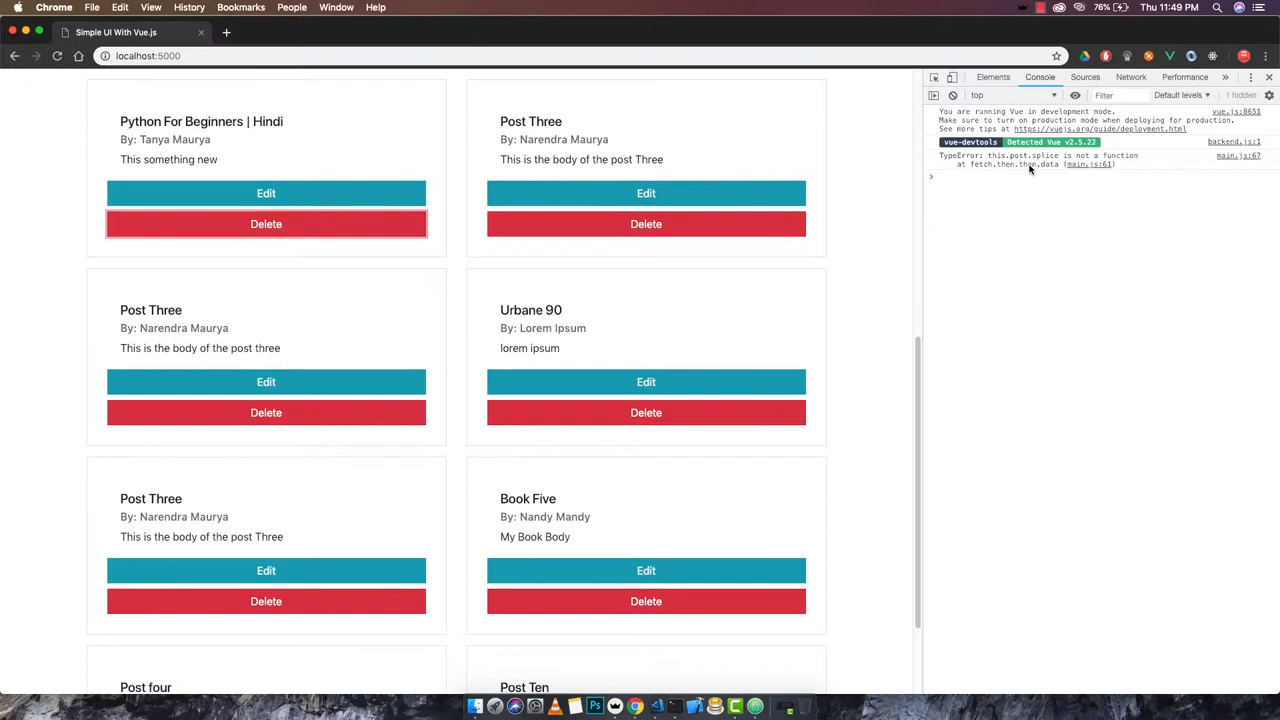 Chrome File Edit View History Bookmarks People Window Help
76% Thu 11:49 PM
Simple UI With Vue.js
localhost:5000
Elements Console Sources Network Performance »
top Filter Default levels 1 hidden
You are running Vue in development mode. vue.js:8651
Make sure to turn on production mode when deploying for production.
See more tips at https://vuejs.org/guide/deployment.html
vue-devtools Detected Vue v2.5.22 backend.js:1
TypeError: this.post.splice is not a function main.js:67
at fetch.then.then.data (main.js:61)
Python For Beginners | Hindi
By: Tanya Maurya
This something new
Edit
Delete
Post Three
By: Narendra Maurya
This is the body of the post Three
Edit
Delete
Post Three
By: Narendra Maurya
This is the body of the post three
Edit
Delete
Urbane 90
By: Lorem Ipsum
lorem ipsum
Edit
Delete
Post Three
By: Narendra Maurya
This is the body of the post Three
Edit
Delete
Book Five
By: Nandy Mandy
My Book Body
Edit
Delete
Post four
Post Ten
Ps